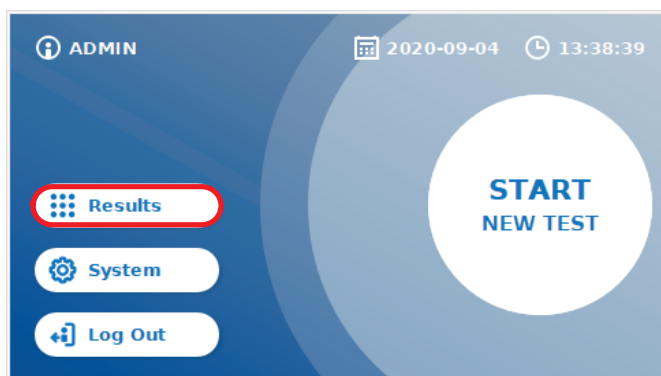 ADMIN 2020-09-04 13:38:39
Results
START
NEW TEST
System
Log Out